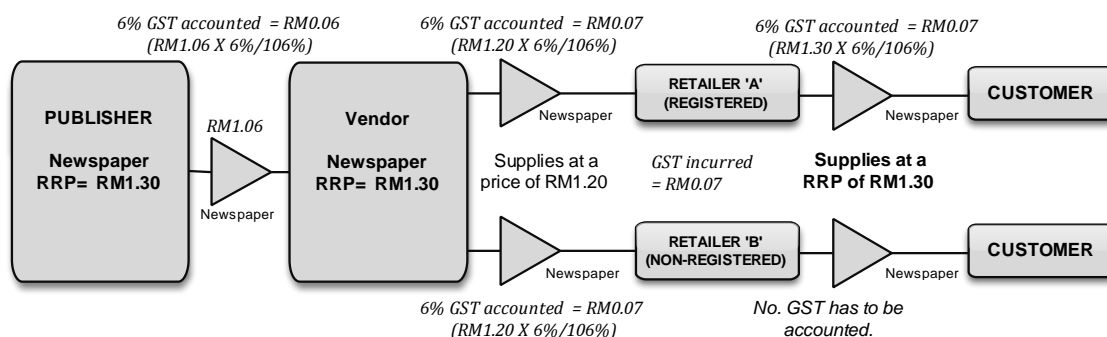 6% GST accounted = RM0.06
(RM1.06 X 6%/106%)
6% GST accounted = RM0.07
(RM1.20 X 6%/106%)
6% GST accounted = RM0.07
(RM1.30 X 6%/106%)
PUBLISHER
Newspaper
RRP= RM1.30
RM1.06
Newspaper
Vendor
Newspaper
RRP= RM1.30
Newspaper
RETAILER 'A'
(REGISTERED)
Newspaper
CUSTOMER
Supplies at a
price of RM1.20
GST incurred
= RM0.07
Supplies at a
RRP of RM1.30
Newspaper
RETAILER 'B'
(NON-REGISTERED)
Newspaper
CUSTOMER
6% GST accounted = RM0.07
(RM1.20 X 6%/106%)
No. GST has to be
accounted.